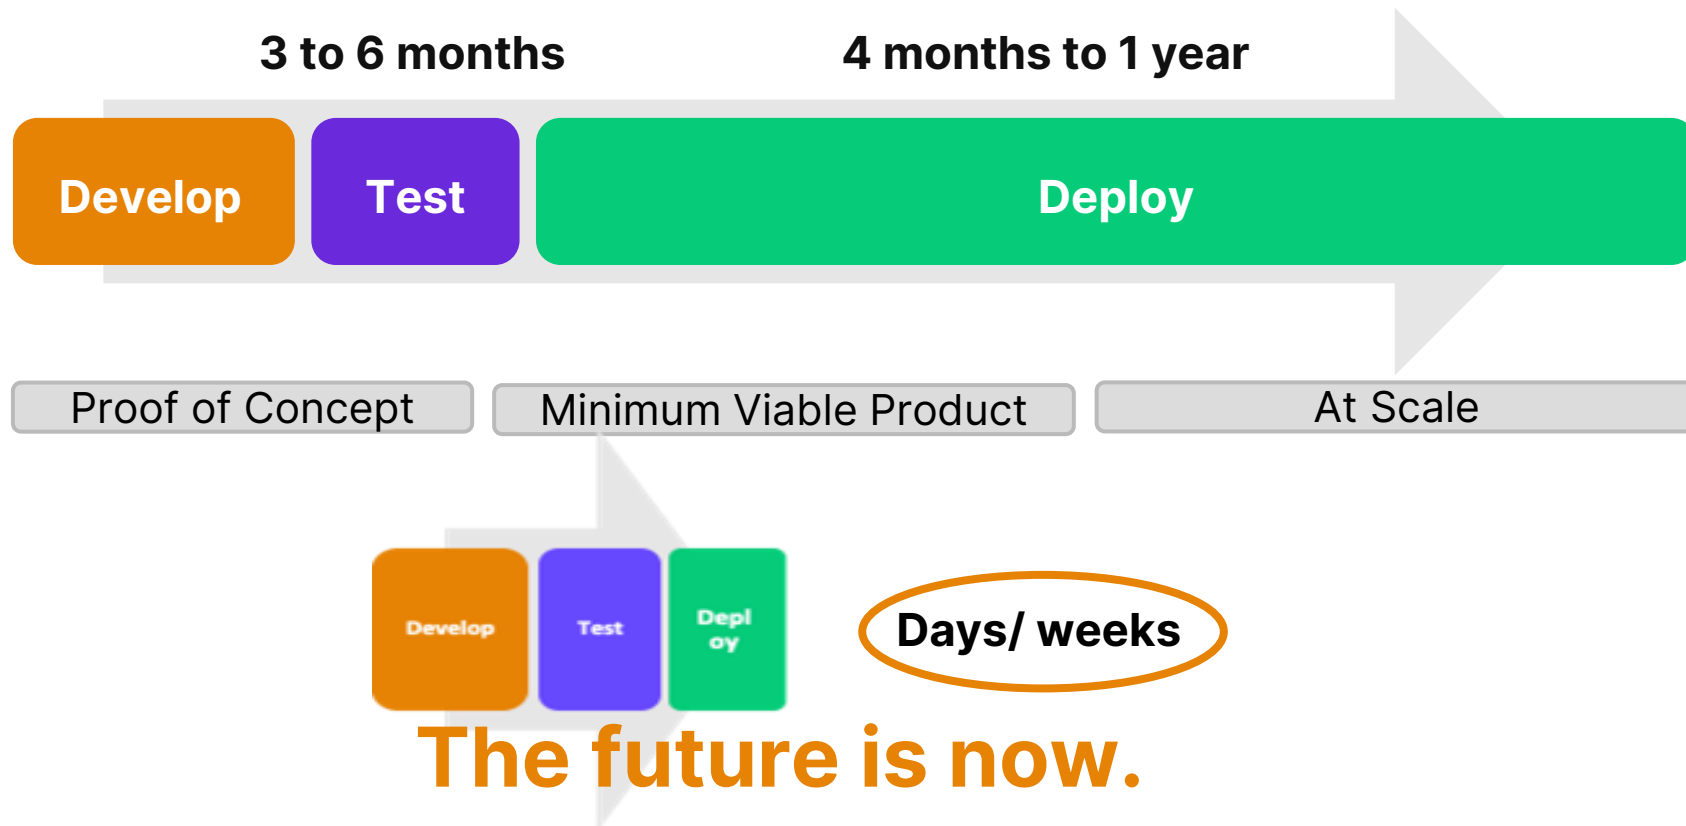 3 to 6 months
4 months to 1 year
Develop
Test
Deploy
Proof of Concept
Minimum Viable Product
At Scale
Develop
Test
Depl
oy
Days/ weeks
The future is now.